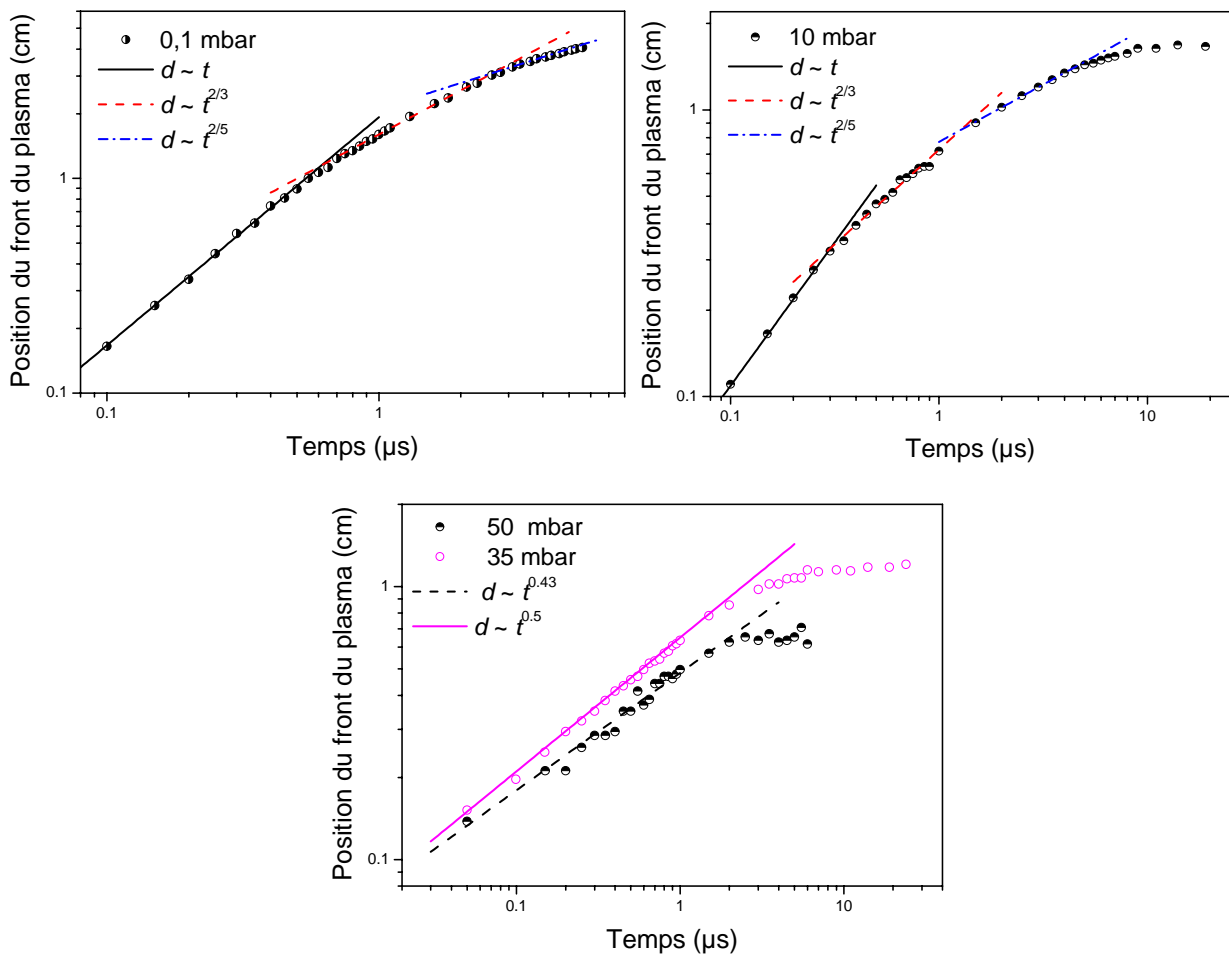 Position du front du plasma (cm)
0,1 mbar
d ~ t
d ~ t^2/3
d ~ t^2/5
1
0.1
0.1
1
Temps (µs)
Position du front du plasma (cm)
10 mbar
d ~ t
d ~ t^2/3
d ~ t^2/5
1
0.1
0.1
1
10
Temps (µs)
Position du front du plasma (cm)
50 mbar
35 mbar
d ~ t^0.43
d ~ t^0.5
1
0.1
0.1
1
10
Temps (µs)